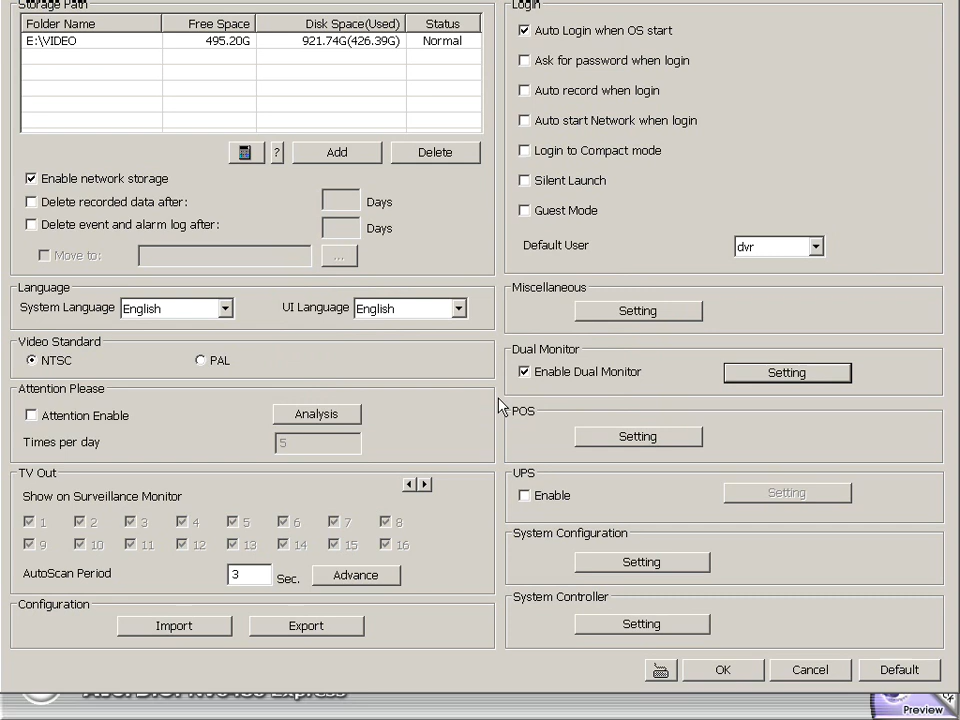 Storage Path
Folder Name Free Space Disk Space(Used) Status
E:\VIDEO 495.20G 921.74G(426.39G) Normal
? Add Delete
Enable network storage
Delete recorded data after: Days
Delete event and alarm log after: Days
Move to: ...
Language
System Language English UI Language English
Video Standard
NTSC PAL
Attention Please
Attention Enable Analysis
Times per day 5
TV Out
Show on Surveillance Monitor
1 2 3 4 5 6 7 8
9 10 11 12 13 14 15 16
AutoScan Period 3 Sec. Advance
Configuration
Import Export
Login
Auto Login when OS start
Ask for password when login
Auto record when login
Auto start Network when login
Login to Compact mode
Silent Launch
Guest Mode
Default User dvr
Miscellaneous
Setting
Dual Monitor
Enable Dual Monitor Setting
POS
Setting
UPS
Enable Setting
System Configuration
Setting
System Controller
Setting
OK Cancel Default
Express
Preview